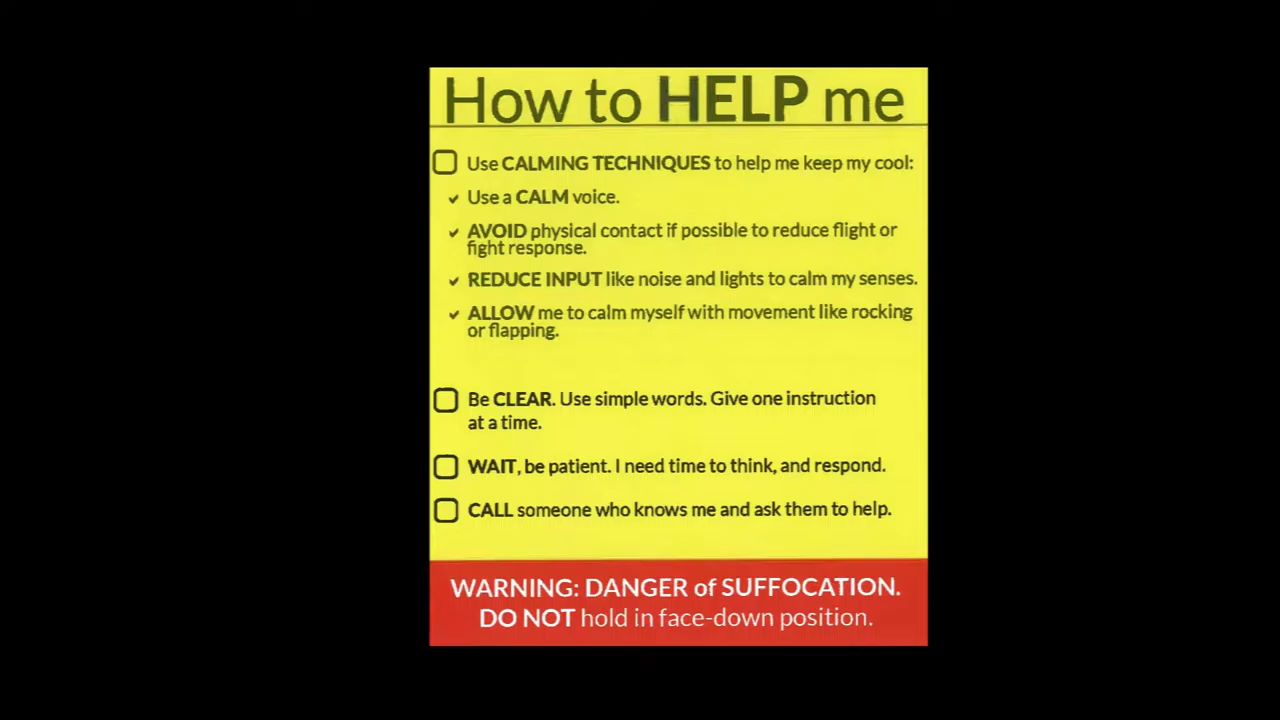 How to HELP me
Use CALMING TECHNIQUES to help me keep my cool:
Use a CALM voice.
AVOID physical contact if possible to reduce flight or
fight response.
REDUCE INPUT like noise and lights to calm my senses.
ALLOW me to calm myself with movement like rocking
or flapping.
Be CLEAR. Use simple words. Give one instruction
at a time.
WAIT, be patient. I need time to think, and respond.
CALL someone who knows me and ask them to help.
WARNING: DANGER of SUFFOCATION.
DO NOT hold in face-down position.